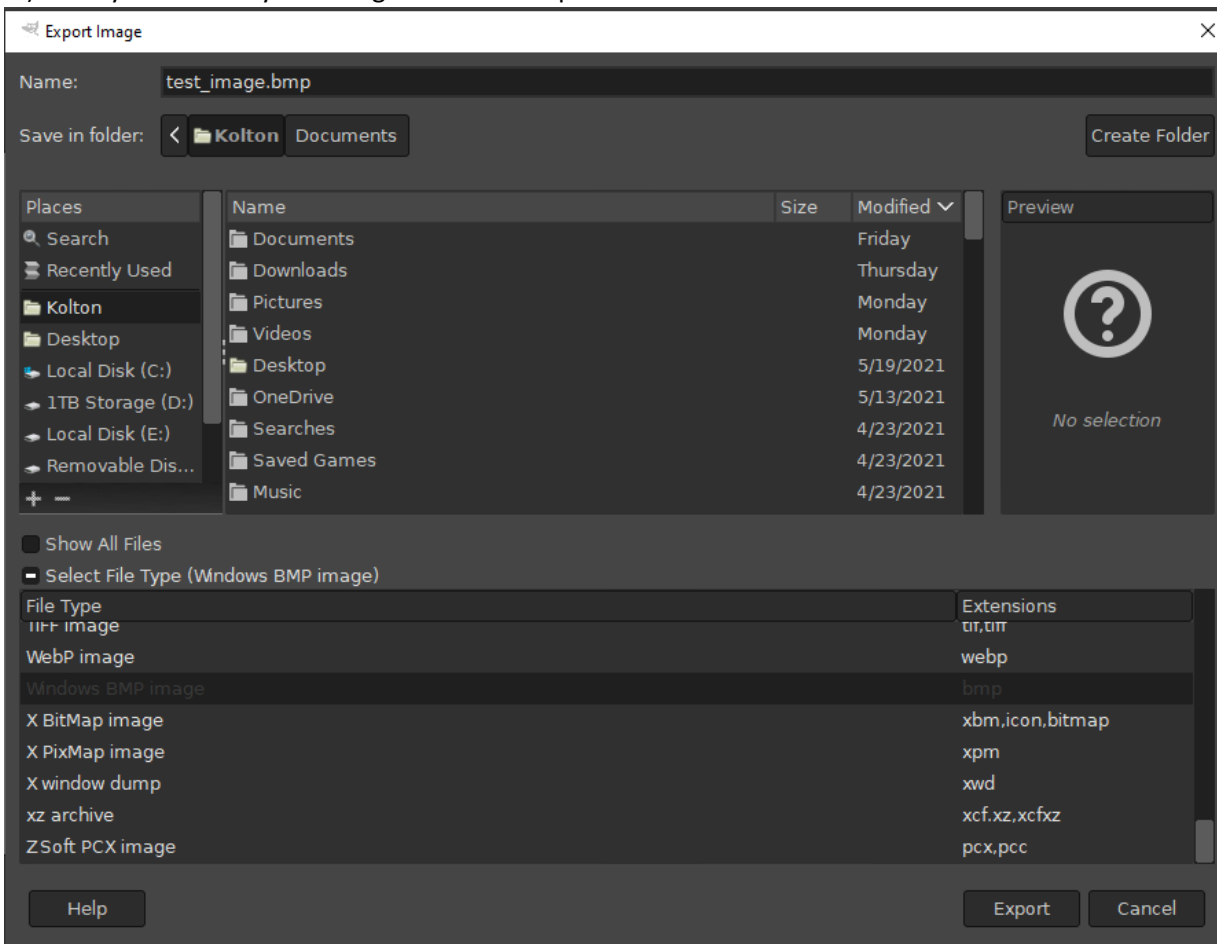 Export Image
Name: test_image.bmp
Save in folder: Kolton Documents Create Folder
Places Name Size Modified Preview
Search Documents Friday
Recently Used Downloads Thursday
Kolton Pictures Monday
Desktop Videos Monday
Local Disk (C:) Desktop 5/19/2021
1TB Storage (D:) OneDrive 5/13/2021
Local Disk (E:) Searches 4/23/2021 No selection
Removable Dis... Saved Games 4/23/2021
Music 4/23/2021
Show All Files
Select File Type (Windows BMP image)
File Type Extensions
TIFF image tif,tiff
WebP image webp
Windows BMP image bmp
X BitMap image xbm,icon,bitmap
X PixMap image xpm
X window dump xwd
xz archive xcf.xz,xcfxz
ZSoft PCX image pcx,pcc
Help Export Cancel